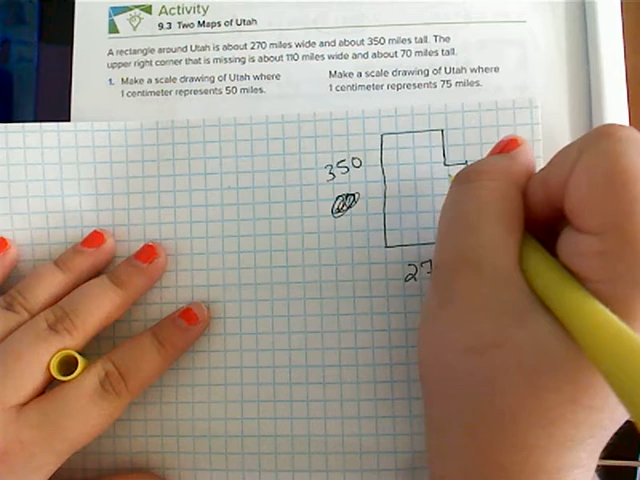 Activity
9.3 Two Maps of Utah
A rectangle around Utah is about 270 miles wide and about 350 miles tall. The
upper right corner that is missing is about 110 miles wide and about 70 miles tall.
1. Make a scale drawing of Utah where
1 centimeter represents 50 miles.
Make a scale drawing of Utah where
1 centimeter represents 75 miles.
350
27